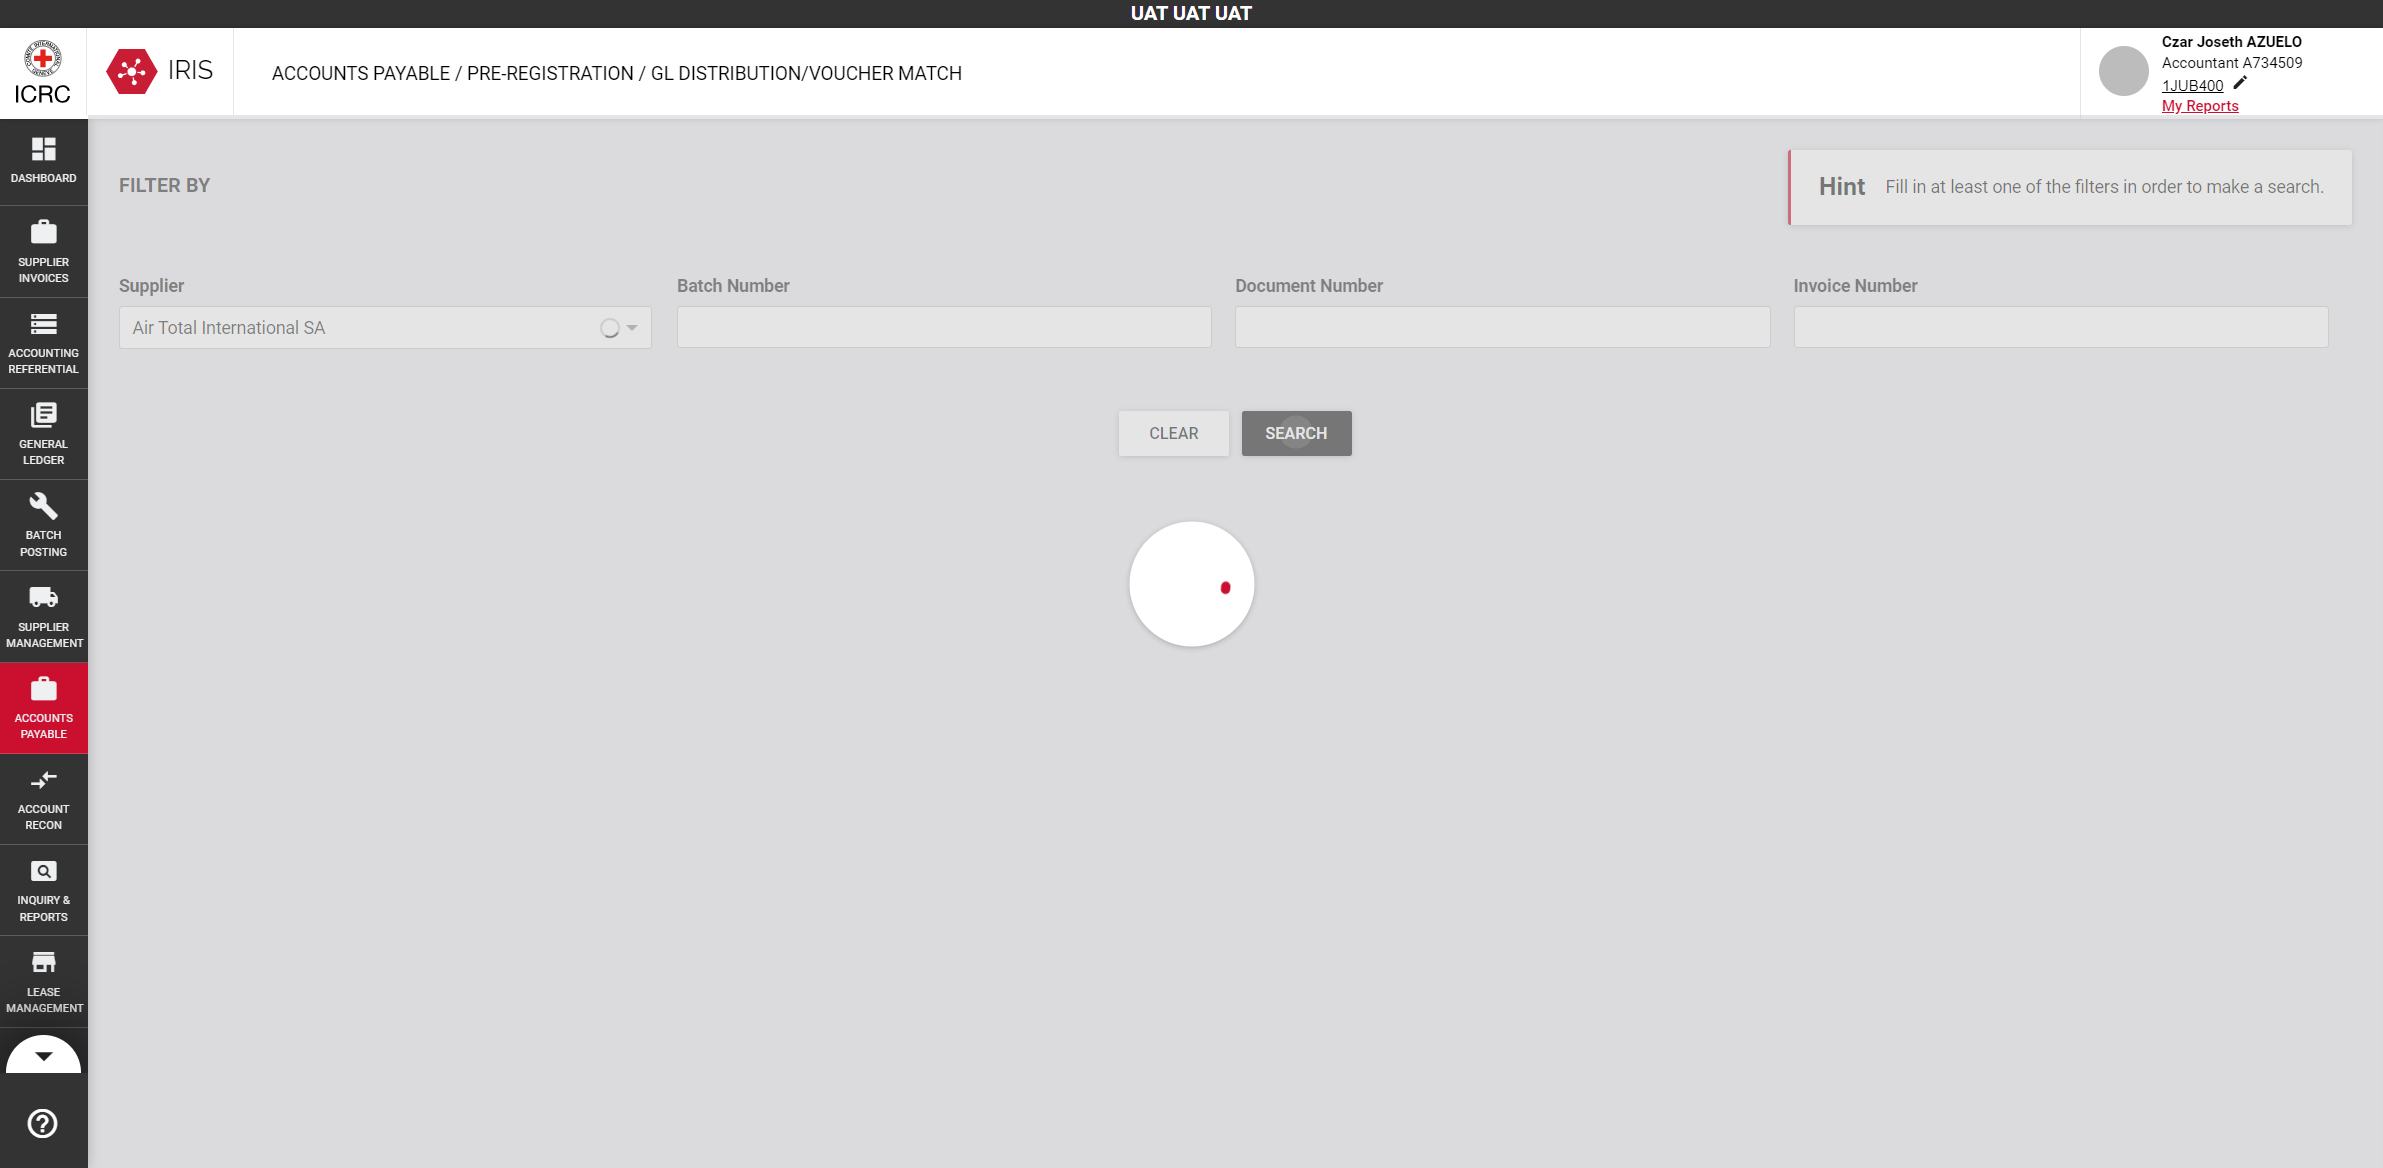 UAT UAT UAT
ICRC
IRIS
ACCOUNTS PAYABLE / PRE-REGISTRATION / GL DISTRIBUTION/VOUCHER MATCH
Czar Joseth AZUELO
Accountant A734509
1JUB400
My Reports
DASHBOARD
SUPPLIER
INVOICES
ACCOUNTING
REFERENTIAL
GENERAL
LEDGER
BATCH
POSTING
SUPPLIER
MANAGEMENT
ACCOUNTS
PAYABLE
ACCOUNT
RECON
INQUIRY &
REPORTS
LEASE
MANAGEMENT
FILTER BY
Hint Fill in at least one of the filters in order to make a search.
Supplier
Batch Number
Document Number
Invoice Number
Air Total International SA
CLEAR
SEARCH